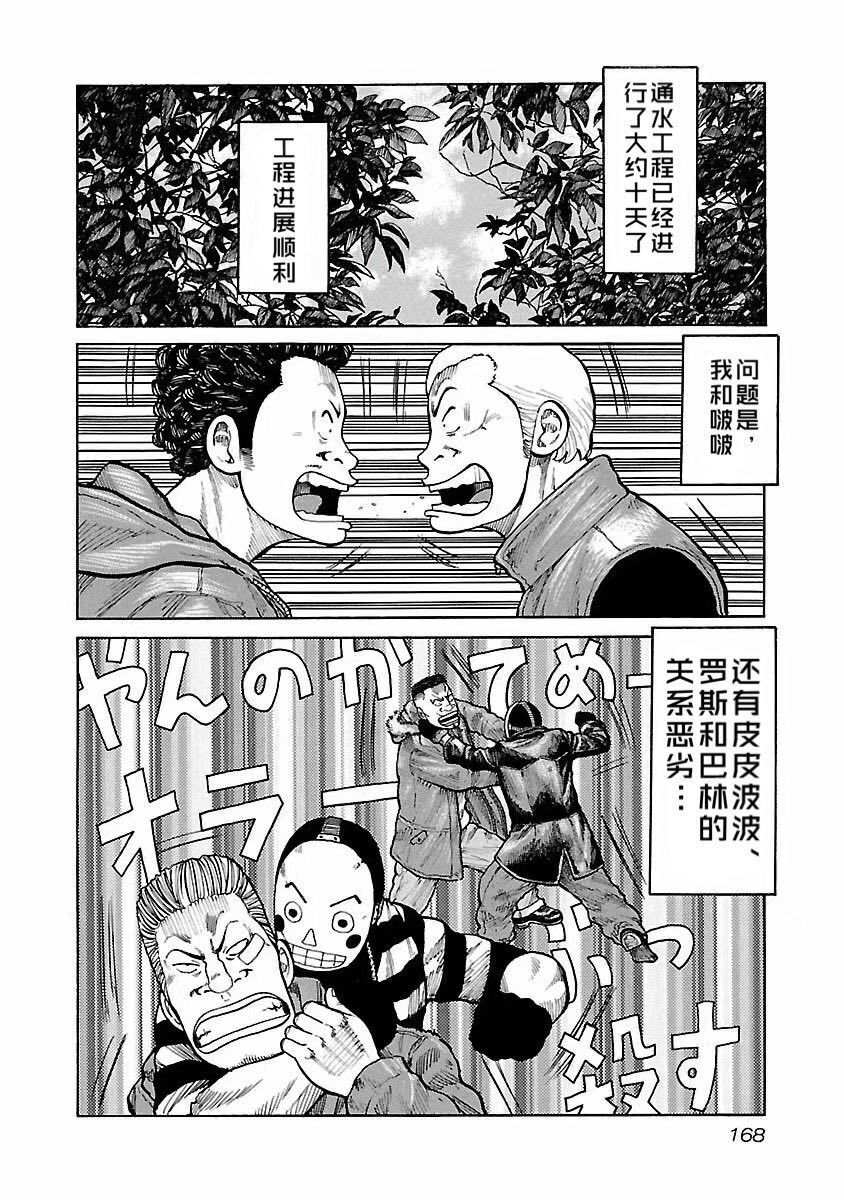 通水工程已经进
行了大约十天了
工程进展顺利
问题是，
我和啵啵
还有皮皮波波、
罗斯和巴林的
关系恶劣…
やんのかてめー
オラー
ぶっ
殺す
168